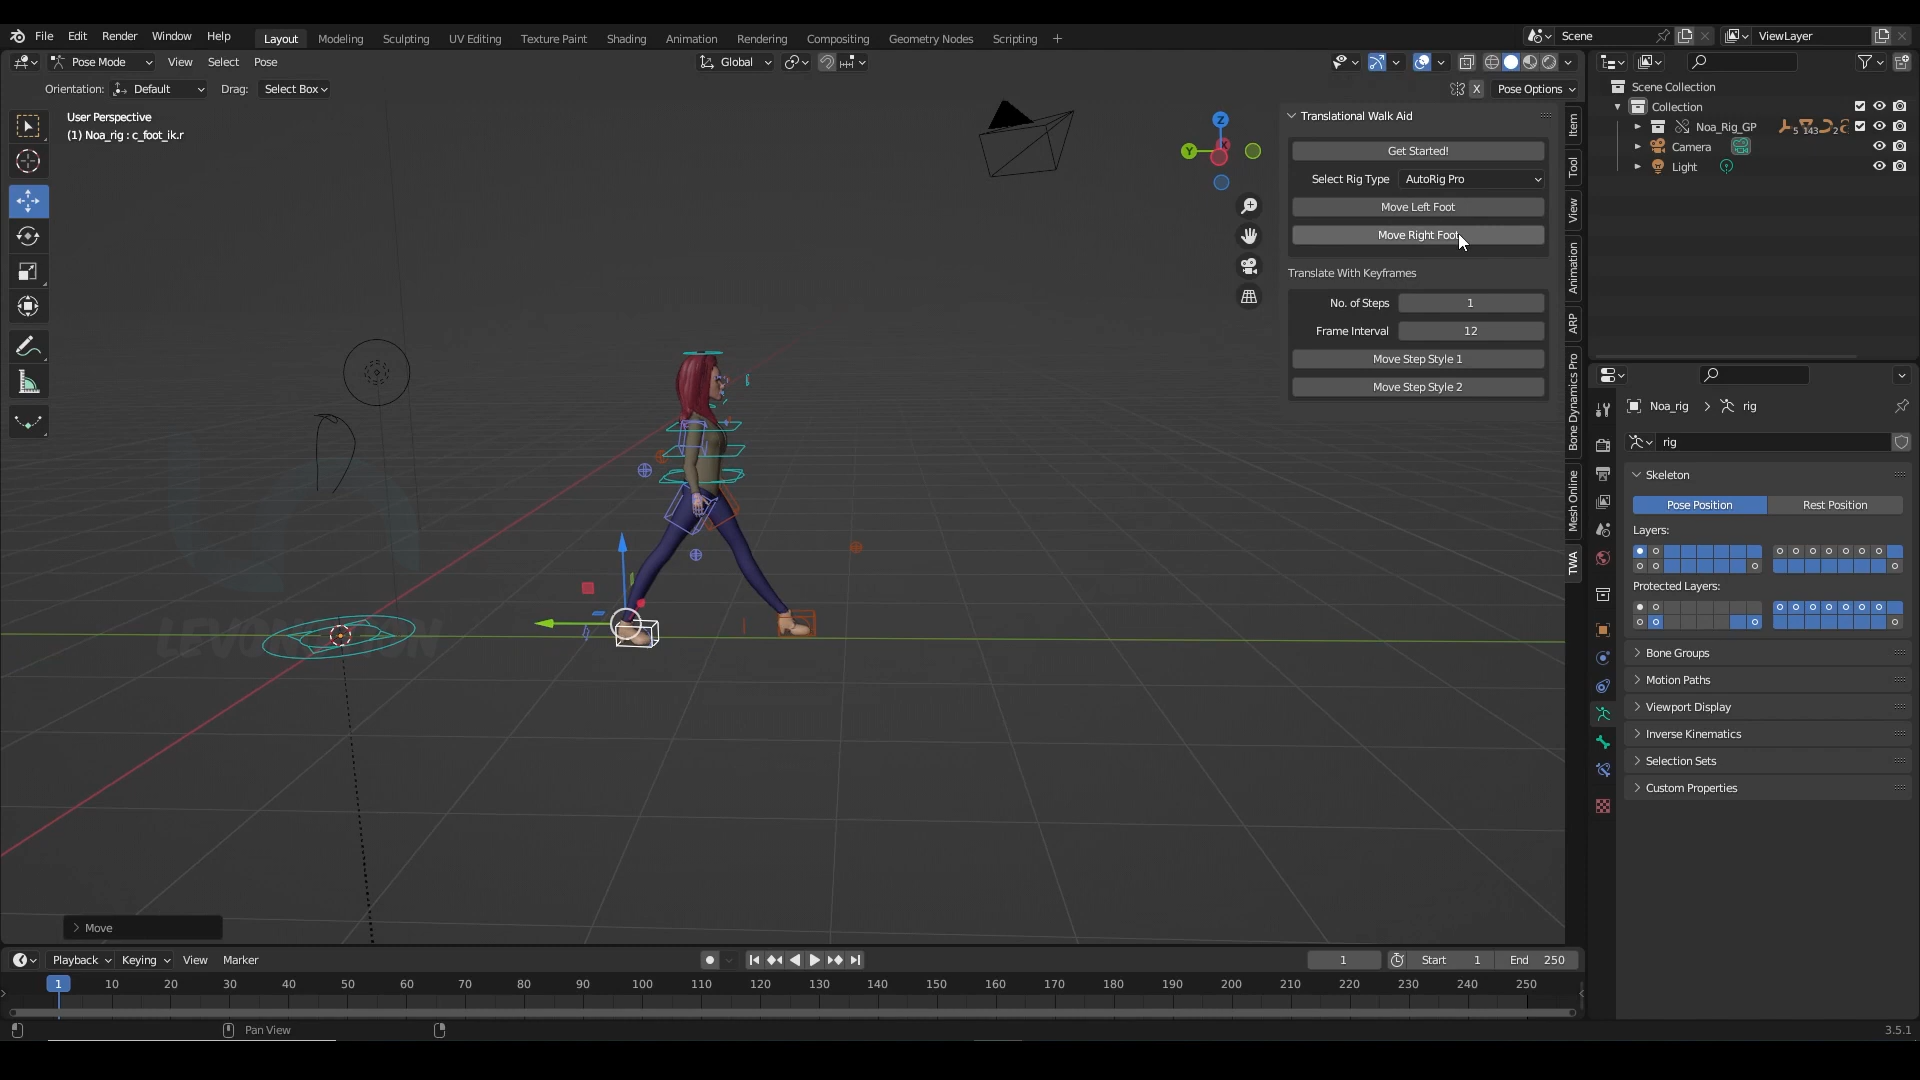 File Edit Render Window Help
Layout Modeling Sculpting UV Editing Texture Paint Shading Animation Rendering Compositing Geometry Nodes Scripting +
Scene
ViewLayer
Pose Mode View Select Pose
Global
Orientation: Default Drag: Select Box
X Pose Options
User Perspective
(1) Noa_rig : c_foot_ik.r
Z
Y
Translational Walk Aid
Get Started!
Select Rig Type AutoRig Pro
Move Left Foot
Move Right Foot
Translate With Keyframes
No. of Steps 1
Frame Interval 12
Move Step Style 1
Move Step Style 2
Item
Tool
View
Animation
ARP
Bone Dynamics Pro
Mesh Online
TWA
Scene Collection
Collection
Noa_Rig_GP 5 143 2
Camera
Light
Noa_rig > rig
rig
Skeleton
Pose Position Rest Position
Layers:
Protected Layers:
Bone Groups
Motion Paths
Viewport Display
Inverse Kinematics
Selection Sets
Custom Properties
Move
Playback Keying View Marker
1 Start 1 End 250
1 10 20 30 40 50 60 70 80 90 100 110 120 130 140 150 160 170 180 190 200 210 220 230 240 250
Pan View
3.5.1